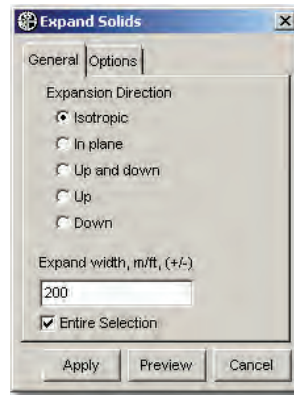 Expand Solids
General Options
Expansion Direction
Isotropic
In plane
Up and down
Up
Down
Expand width, m/ft, (+/-)
200
Entire Selection
Apply Preview Cancel